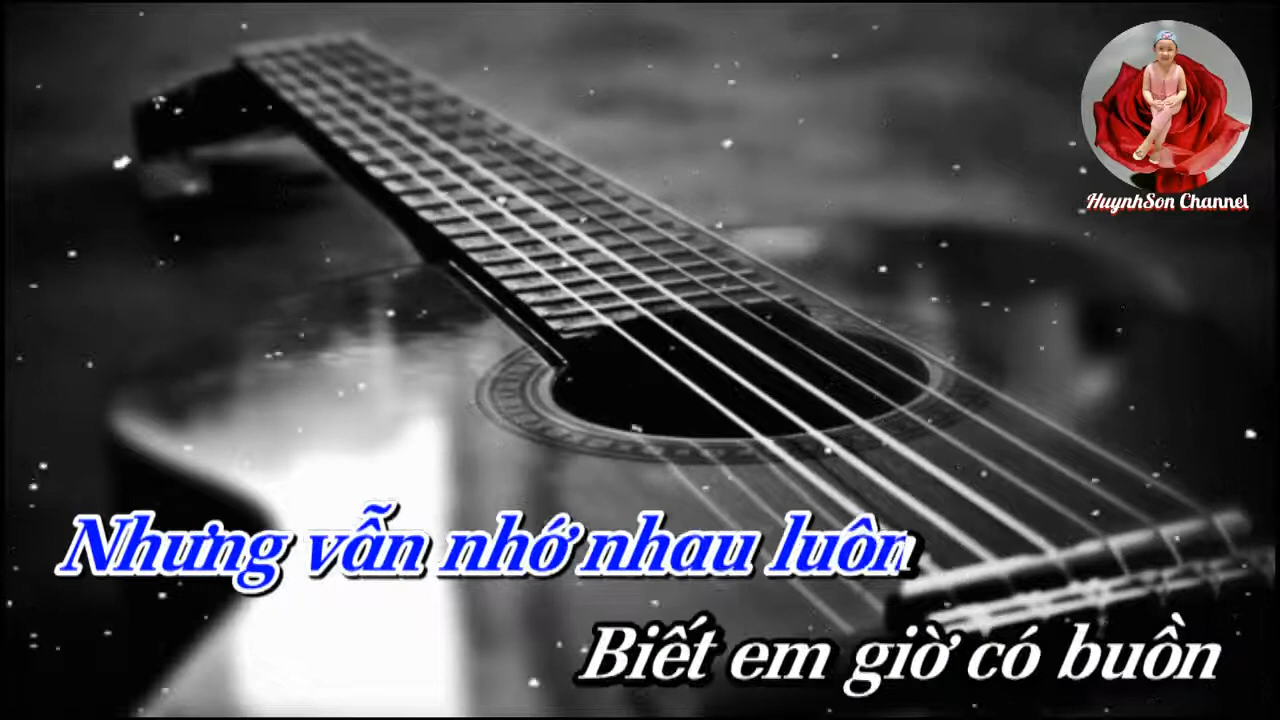 HuynhSon Channel
Nhưng vẫn nhớ nhau luôn
Biết em giờ có buồn